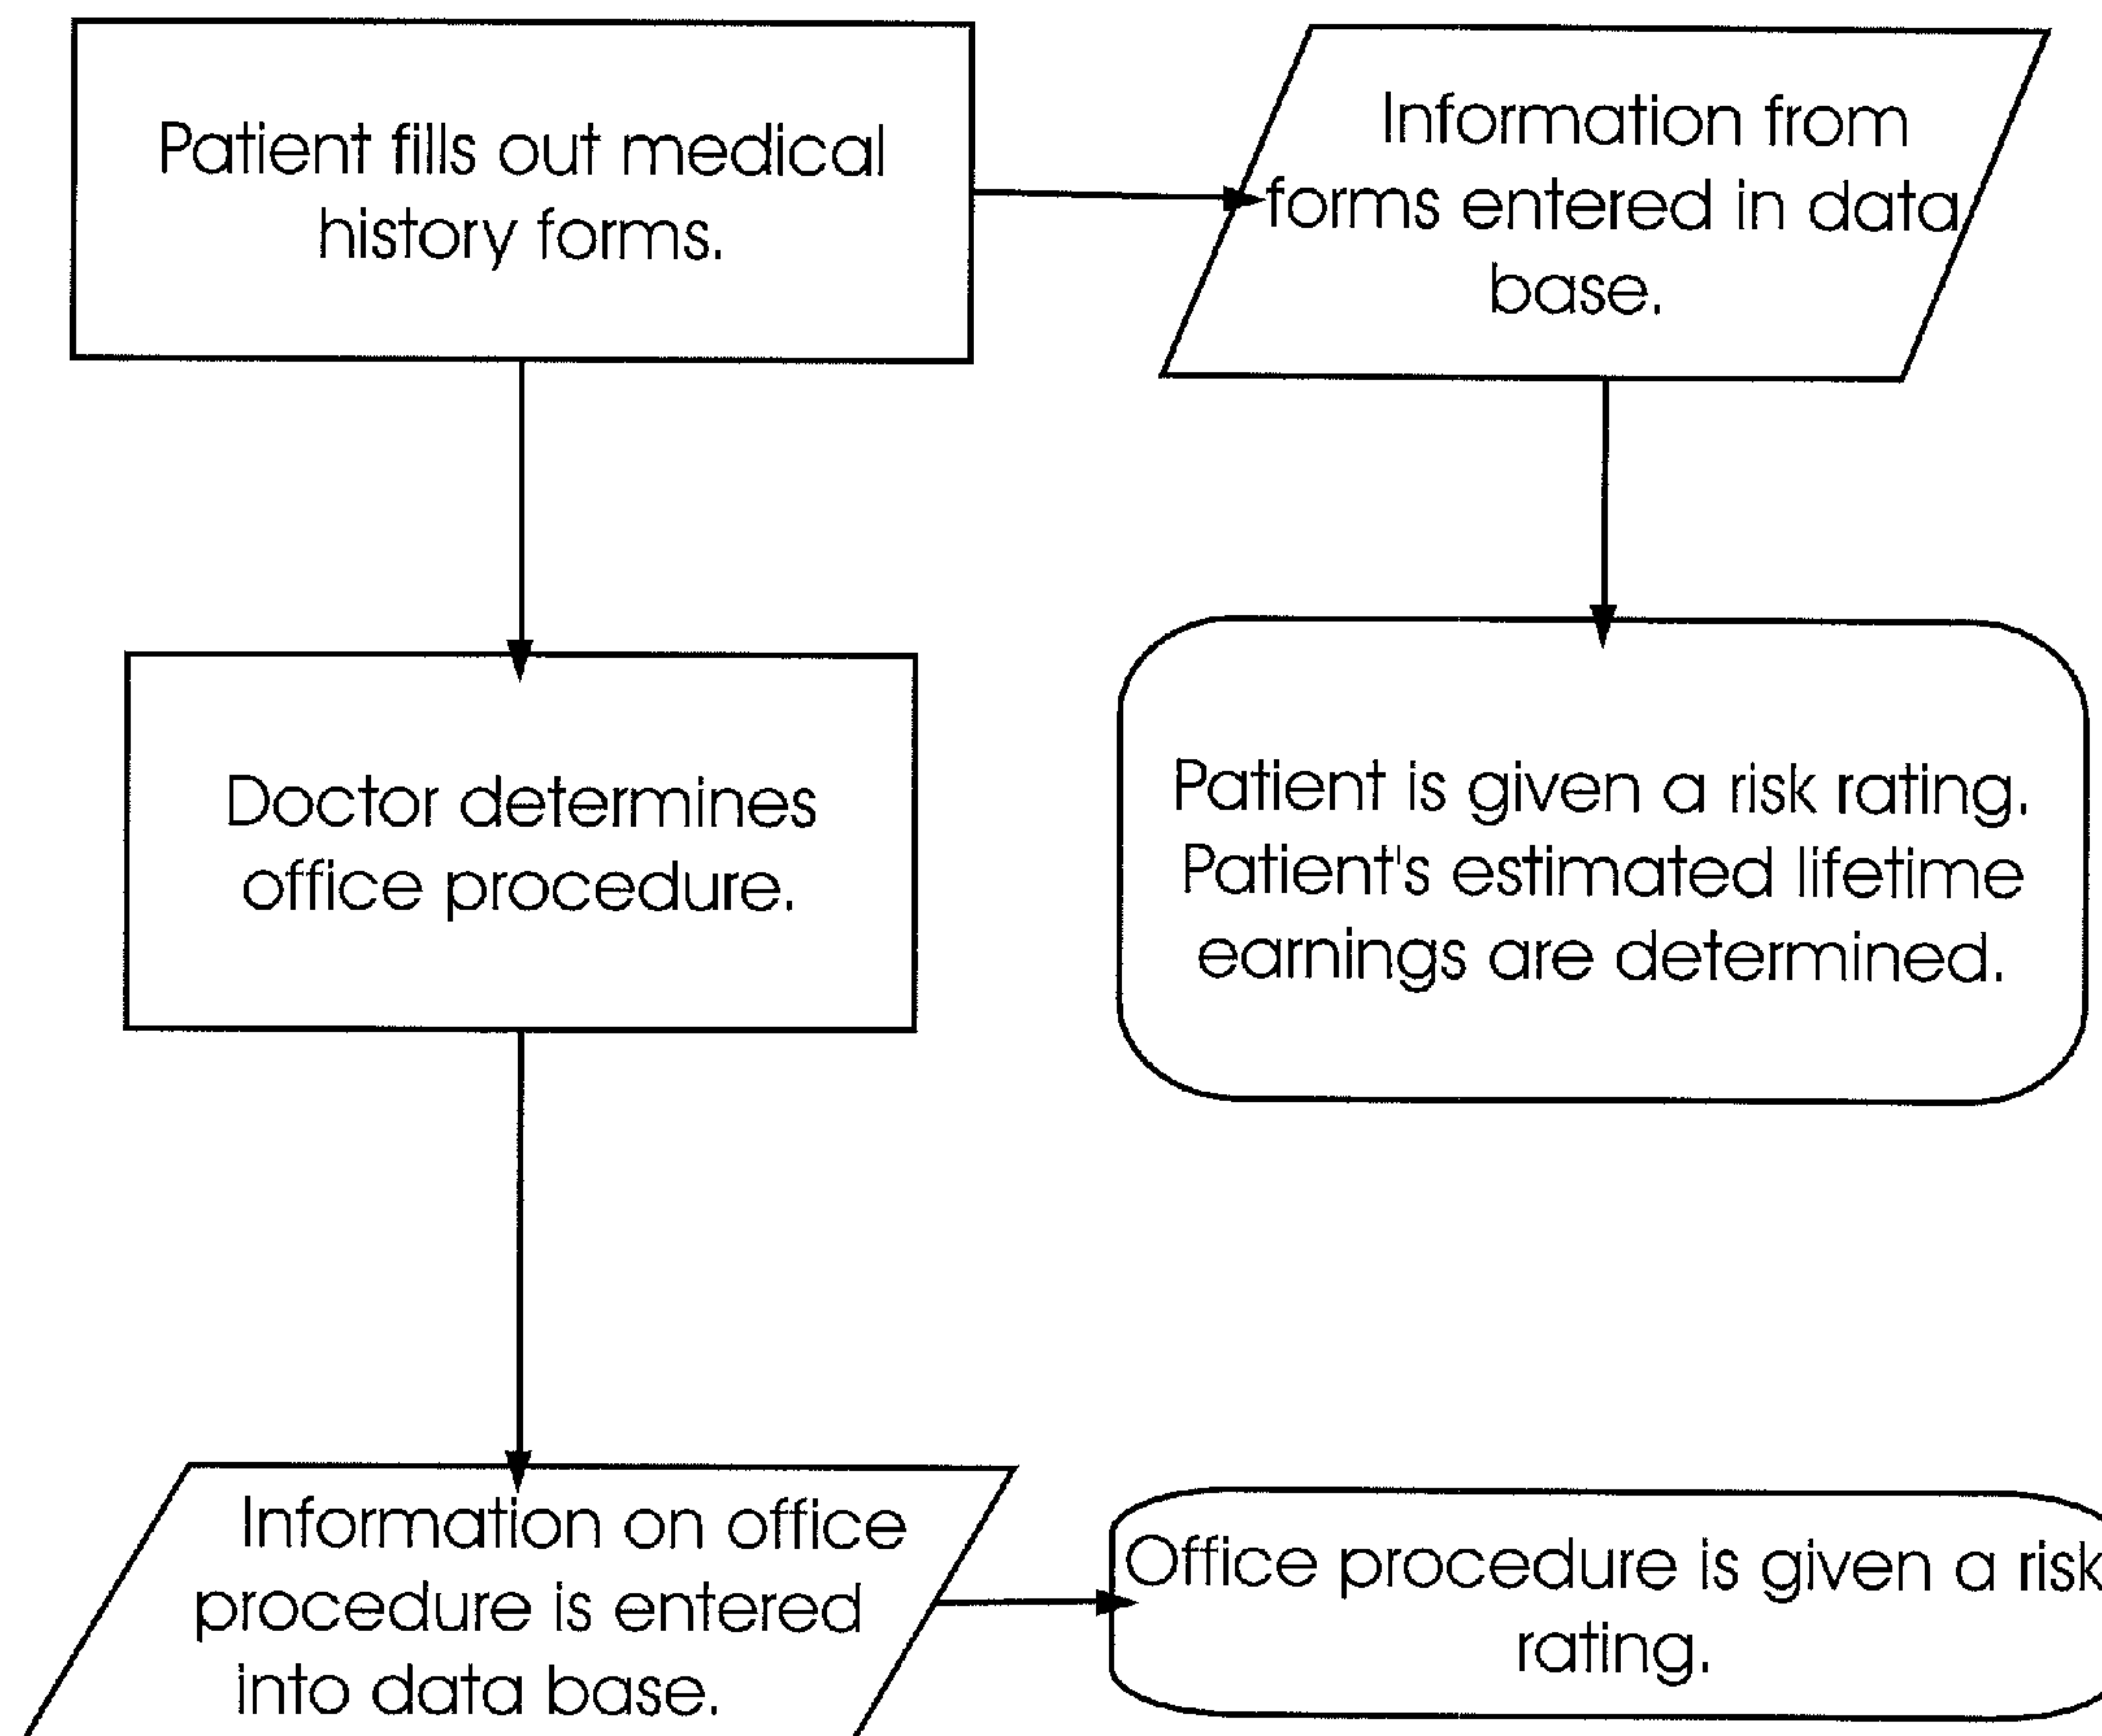 Patient fills out medical
history forms.
Information from
forms entered in data
base.
Doctor determines
office procedure.
Patient is given a risk rating.
Patient's estimated lifetime
earnings are determined.
Information on office
procedure is entered
into data base.
Office procedure is given a risk
rating.